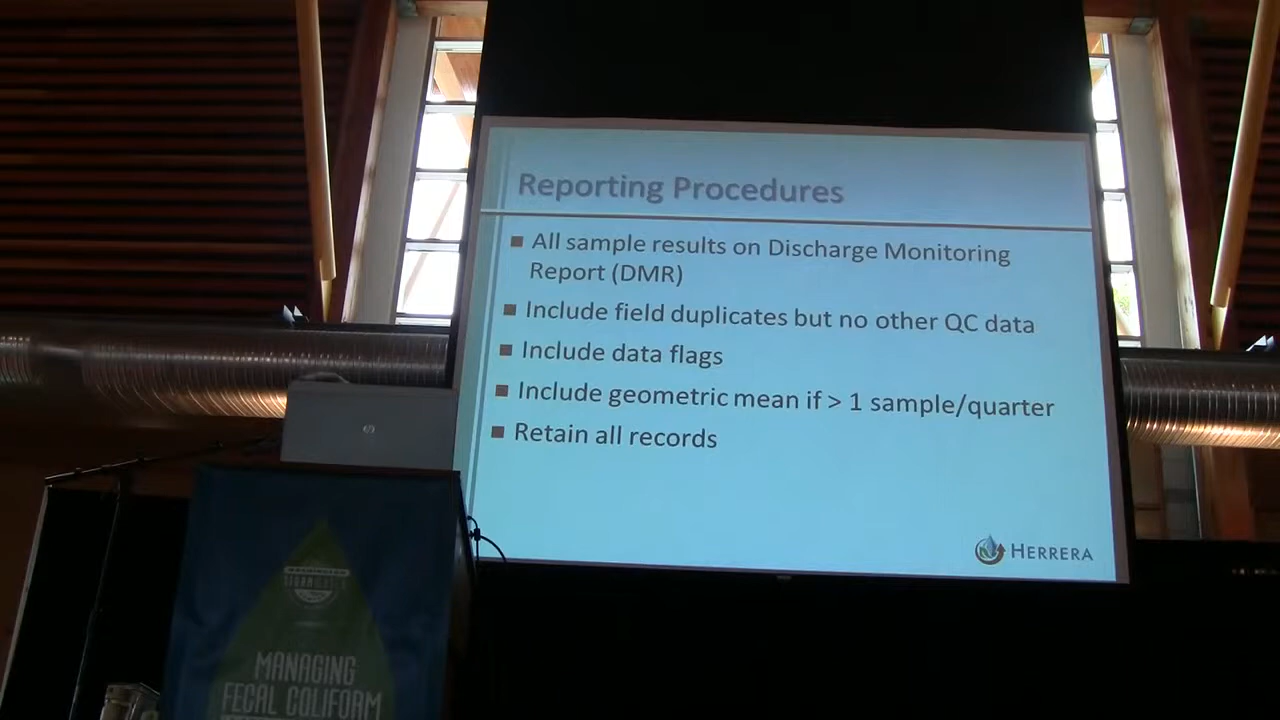 Reporting Procedures
All sample results on Discharge Monitoring
Report (DMR)
Include field duplicates but no other QC data
Include data flags
Include geometric mean if > 1 sample/quarter
Retain all records
HERRERA
hp
MANAGING
FECAL COLIFORM